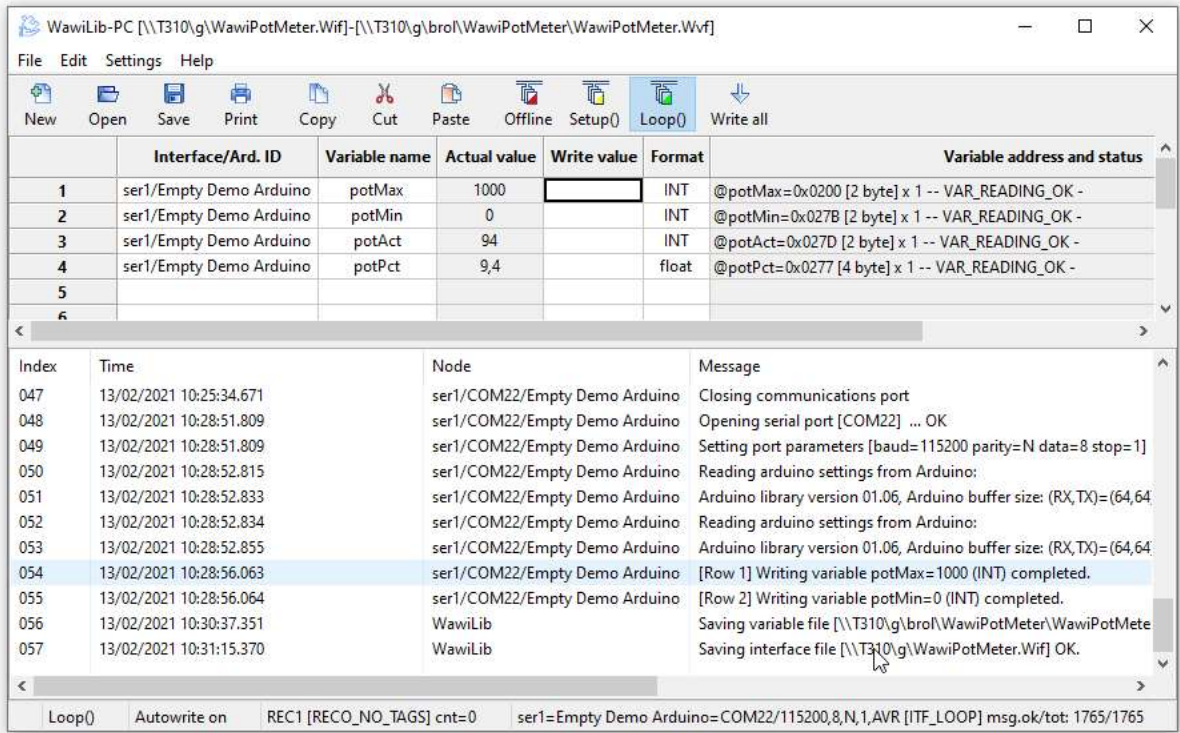 WawiLib-PC [\\T310\g\WawiPotMeter.Wif]-[\\T310\g\brol\WawiPotMeter\WawiPotMeter.Wvf]
File Edit Settings Help
New Open Save Print Copy Cut Paste Offline Setup() Loop() Write all
Interface/Ard. ID Variable name Actual value Write value Format Variable address and status
1 ser1/Empty Demo Arduino potMax 1000 INT @potMax=0x0200 [2 byte] x 1 -- VAR_READING_OK -
2 ser1/Empty Demo Arduino potMin 0 INT @potMin=0x027B [2 byte] x 1 -- VAR_READING_OK -
3 ser1/Empty Demo Arduino potAct 94 INT @potAct=0x027D [2 byte] x 1 -- VAR_READING_OK -
4 ser1/Empty Demo Arduino potPct 9,4 float @potPct=0x0277 [4 byte] x 1 -- VAR_READING_OK -
5
6
Index Time Node Message
047 13/02/2021 10:25:34.671 ser1/COM22/Empty Demo Arduino Closing communications port
048 13/02/2021 10:28:51.809 ser1/COM22/Empty Demo Arduino Opening serial port [COM22] ... OK
049 13/02/2021 10:28:51.809 ser1/COM22/Empty Demo Arduino Setting port parameters [baud=115200 parity=N data=8 stop=1]
050 13/02/2021 10:28:52.815 ser1/COM22/Empty Demo Arduino Reading arduino settings from Arduino:
051 13/02/2021 10:28:52.833 ser1/COM22/Empty Demo Arduino Arduino library version 01.06, Arduino buffer size: (RX,TX)=(64,64
052 13/02/2021 10:28:52.834 ser1/COM22/Empty Demo Arduino Reading arduino settings from Arduino:
053 13/02/2021 10:28:52.855 ser1/COM22/Empty Demo Arduino Arduino library version 01.06, Arduino buffer size: (RX,TX)=(64,64
054 13/02/2021 10:28:56.063 ser1/COM22/Empty Demo Arduino [Row 1] Writing variable potMax=1000 (INT) completed.
055 13/02/2021 10:28:56.064 ser1/COM22/Empty Demo Arduino [Row 2] Writing variable potMin=0 (INT) completed.
056 13/02/2021 10:30:37.351 WawiLib Saving variable file [\\T310\g\brol\WawiPotMeter\WawiPotMete
057 13/02/2021 10:31:15.370 WawiLib Saving interface file [\\T310\g\WawiPotMeter.Wif] OK.
Loop() Autowrite on REC1 [RECO_NO_TAGS] cnt=0 ser1=Empty Demo Arduino=COM22/115200,8,N,1,AVR [ITF_LOOP] msg.ok/tot: 1765/1765